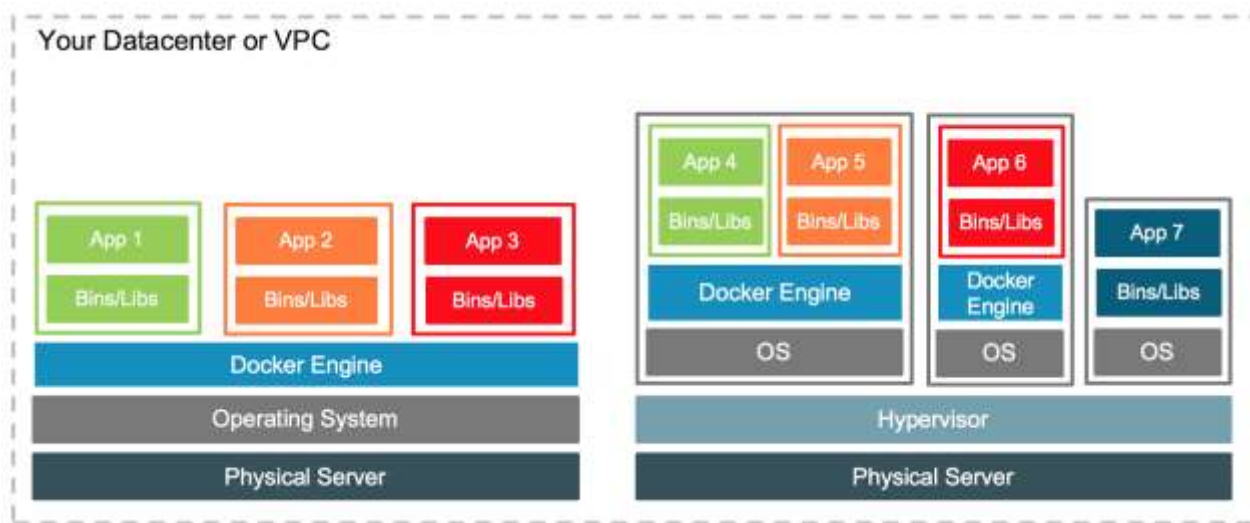 Your Datacenter or VPC
App 1
Bins/Libs
App 2
Bins/Libs
App 3
Bins/Libs
Docker Engine
Operating System
Physical Server
App 4
Bins/Libs
App 5
Bins/Libs
Docker Engine
OS
App 6
Bins/Libs
Docker
Engine
OS
App 7
Bins/Libs
OS
Hypervisor
Physical Server